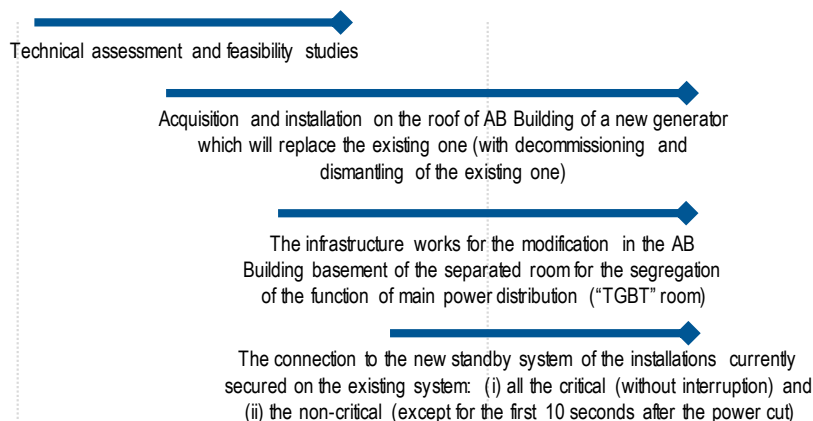 Technical assessment and feasibility studies
Acquisition and installation on the roof of AB Building of a new generator
which will replace the existing one (with decommissioning and
dismantling of the existing one)
The infrastructure works for the modification in the AB
Building basement of the separated room for the segregation
of the function of main power distribution (“TGBT” room)
The connection to the new standby system of the installations currently
secured on the existing system: (i) all the critical (without interruption) and
(ii) the non-critical (except for the first 10 seconds after the power cut)